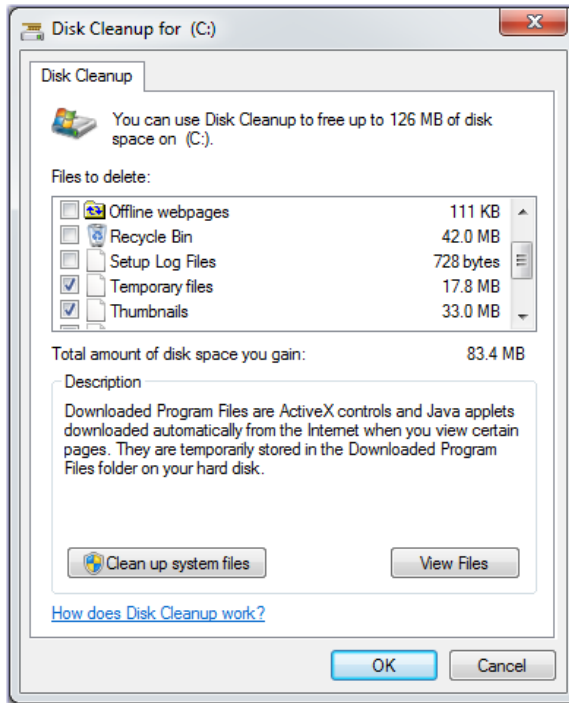 Disk Cleanup for (C:)
Disk Cleanup
You can use Disk Cleanup to free up to 126 MB of disk
space on (C:).
Files to delete:
Offline webpages 111 KB
Recycle Bin 42.0 MB
Setup Log Files 728 bytes
Temporary files 17.8 MB
Thumbnails 33.0 MB
Total amount of disk space you gain: 83.4 MB
Description
Downloaded Program Files are ActiveX controls and Java applets
downloaded automatically from the Internet when you view certain
pages. They are temporarily stored in the Downloaded Program
Files folder on your hard disk.
Clean up system files View Files
How does Disk Cleanup work?
OK Cancel